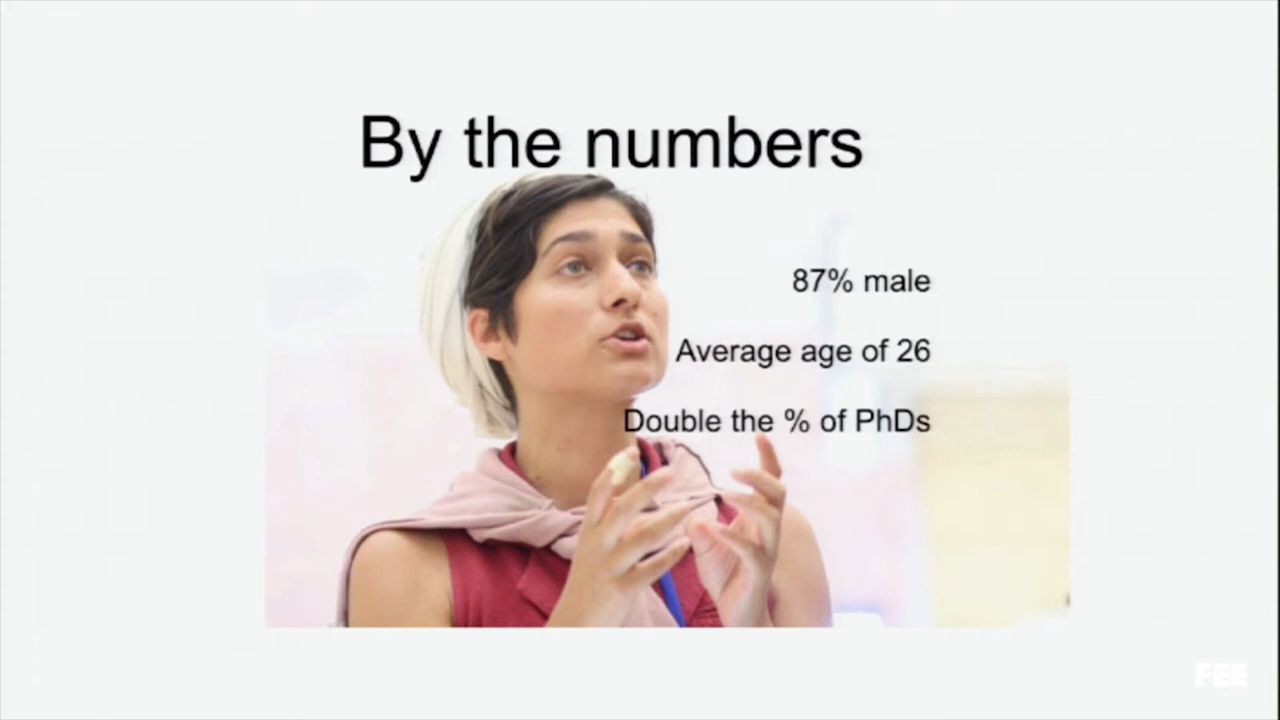 By the numbers
87% male
Average age of 26
Double the % of PhDs
FEE